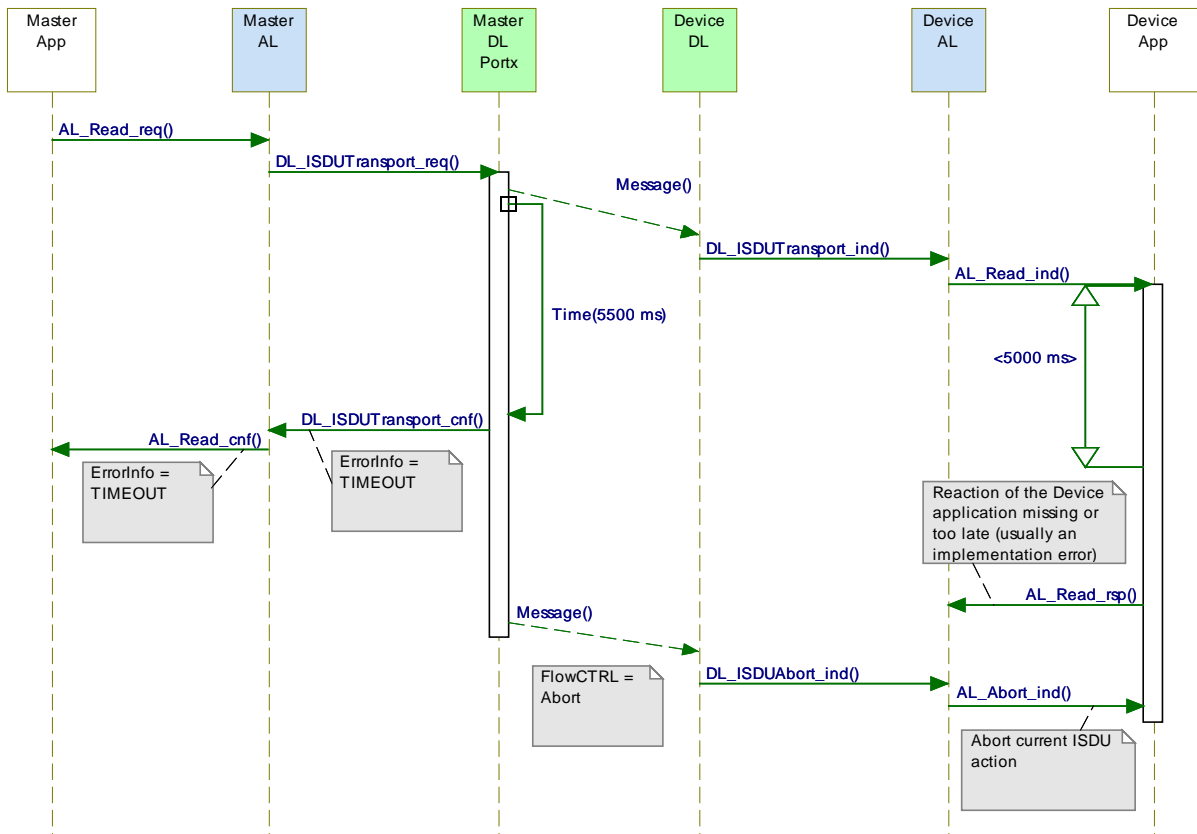 Master
App
Master
AL
Master
DL
Portx
Device
DL
Device
AL
Device
App
AL_Read_req()
DL_ISDUTransport_req()
Message()
DL_ISDUTransport_ind()
AL_Read_ind()
Time(5500 ms)
<5000 ms>
DL_ISDUTransport_cnf()
AL_Read_cnf()
ErrorInfo =
TIMEOUT
ErrorInfo =
TIMEOUT
Reaction of the Device
application missing or
too late (usually an
implementation error)
AL_Read_rsp()
Message()
FlowCTRL =
Abort
DL_ISDUAbort_ind()
AL_Abort_ind()
Abort current ISDU
action